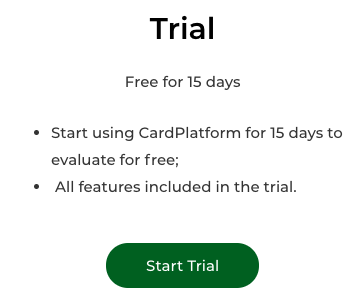 Trial
Free for 15 days
• Start using CardPlatform for 15 days to
evaluate for free;
• All features included in the trial.
Start Trial